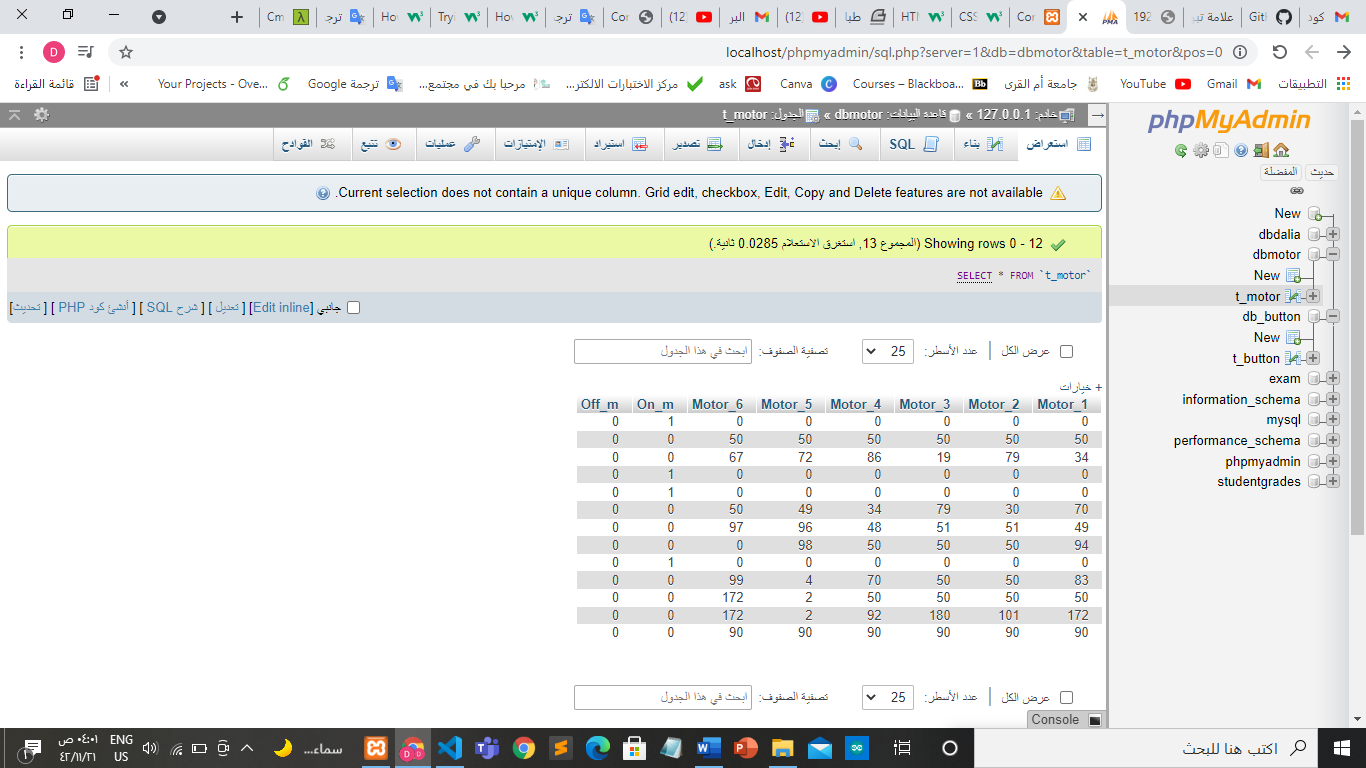 كود
Gitl
علامة تبو
192
Cor
CSS
HTI
طبا
(12)
البر
(12)
Cor
ترجـ
Hov
Tryi
Hov
ترجـ
Cm
localhost/phpmyadmin/sql.php?server=1&db=dbmotor&table=t_motor&pos=0
D
التطبيقات Gmail YouTube جامعة أم القرى Courses – Blackboa... Canva ask مركز الاختبارات الالكتر... مرحبا بك في مجتمع... Google ترجمة Your Projects - Ove... » قائمة القراءة
phpMyAdmin
حديث المفضلة
New
dbdalia
dbmotor
New
t_motor
db_button
New
t_button
exam
information_schema
mysql
performance_schema
phpmyadmin
studentgrades
خادم: 127.0.0.1 » قاعدة البيانات: dbmotor » الجدول: t_motor
استعراض بناء SQL إبحث إدخال تصدير استيراد الإمتيازات عمليات تتبع القوادح
Current selection does not contain a unique column. Grid edit, checkbox, Edit, Copy and Delete features are not available.
Showing rows 0 - 12 (المجموع 13, استغرق الاستعلام 0.0285 ثانية.)
SELECT * FROM `t_motor`
جانبي [Edit inline] [ تعديل ] [ شرح SQL ] [ أنشئ كود PHP ] [ تحديث]
عرض الكل عدد الأسطر: 25 تصفية الصفوف: ابحث في هذا الجدول
+ خيارات
Off_m On_m Motor_6 Motor_5 Motor_4 Motor_3 Motor_2 Motor_1
0 1 0 0 0 0 0 0
0 0 50 50 50 50 50 50
0 0 67 72 86 19 79 34
0 1 0 0 0 0 0 0
0 1 0 0 0 0 0 0
0 0 50 49 34 79 30 70
0 0 97 96 48 51 51 49
0 0 0 98 50 50 50 94
0 1 0 0 0 0 0 0
0 0 99 4 70 50 50 83
0 0 172 2 50 50 50 50
0 0 172 2 92 180 101 172
0 0 90 90 90 90 90 90
عرض الكل عدد الأسطر: 25 تصفية الصفوف: ابحث في هذا الجدول
Console
اكتب هنا للبحث
سماء...
ENG
US
٠٤:٠١ ص
٤٢/١١/٢٦